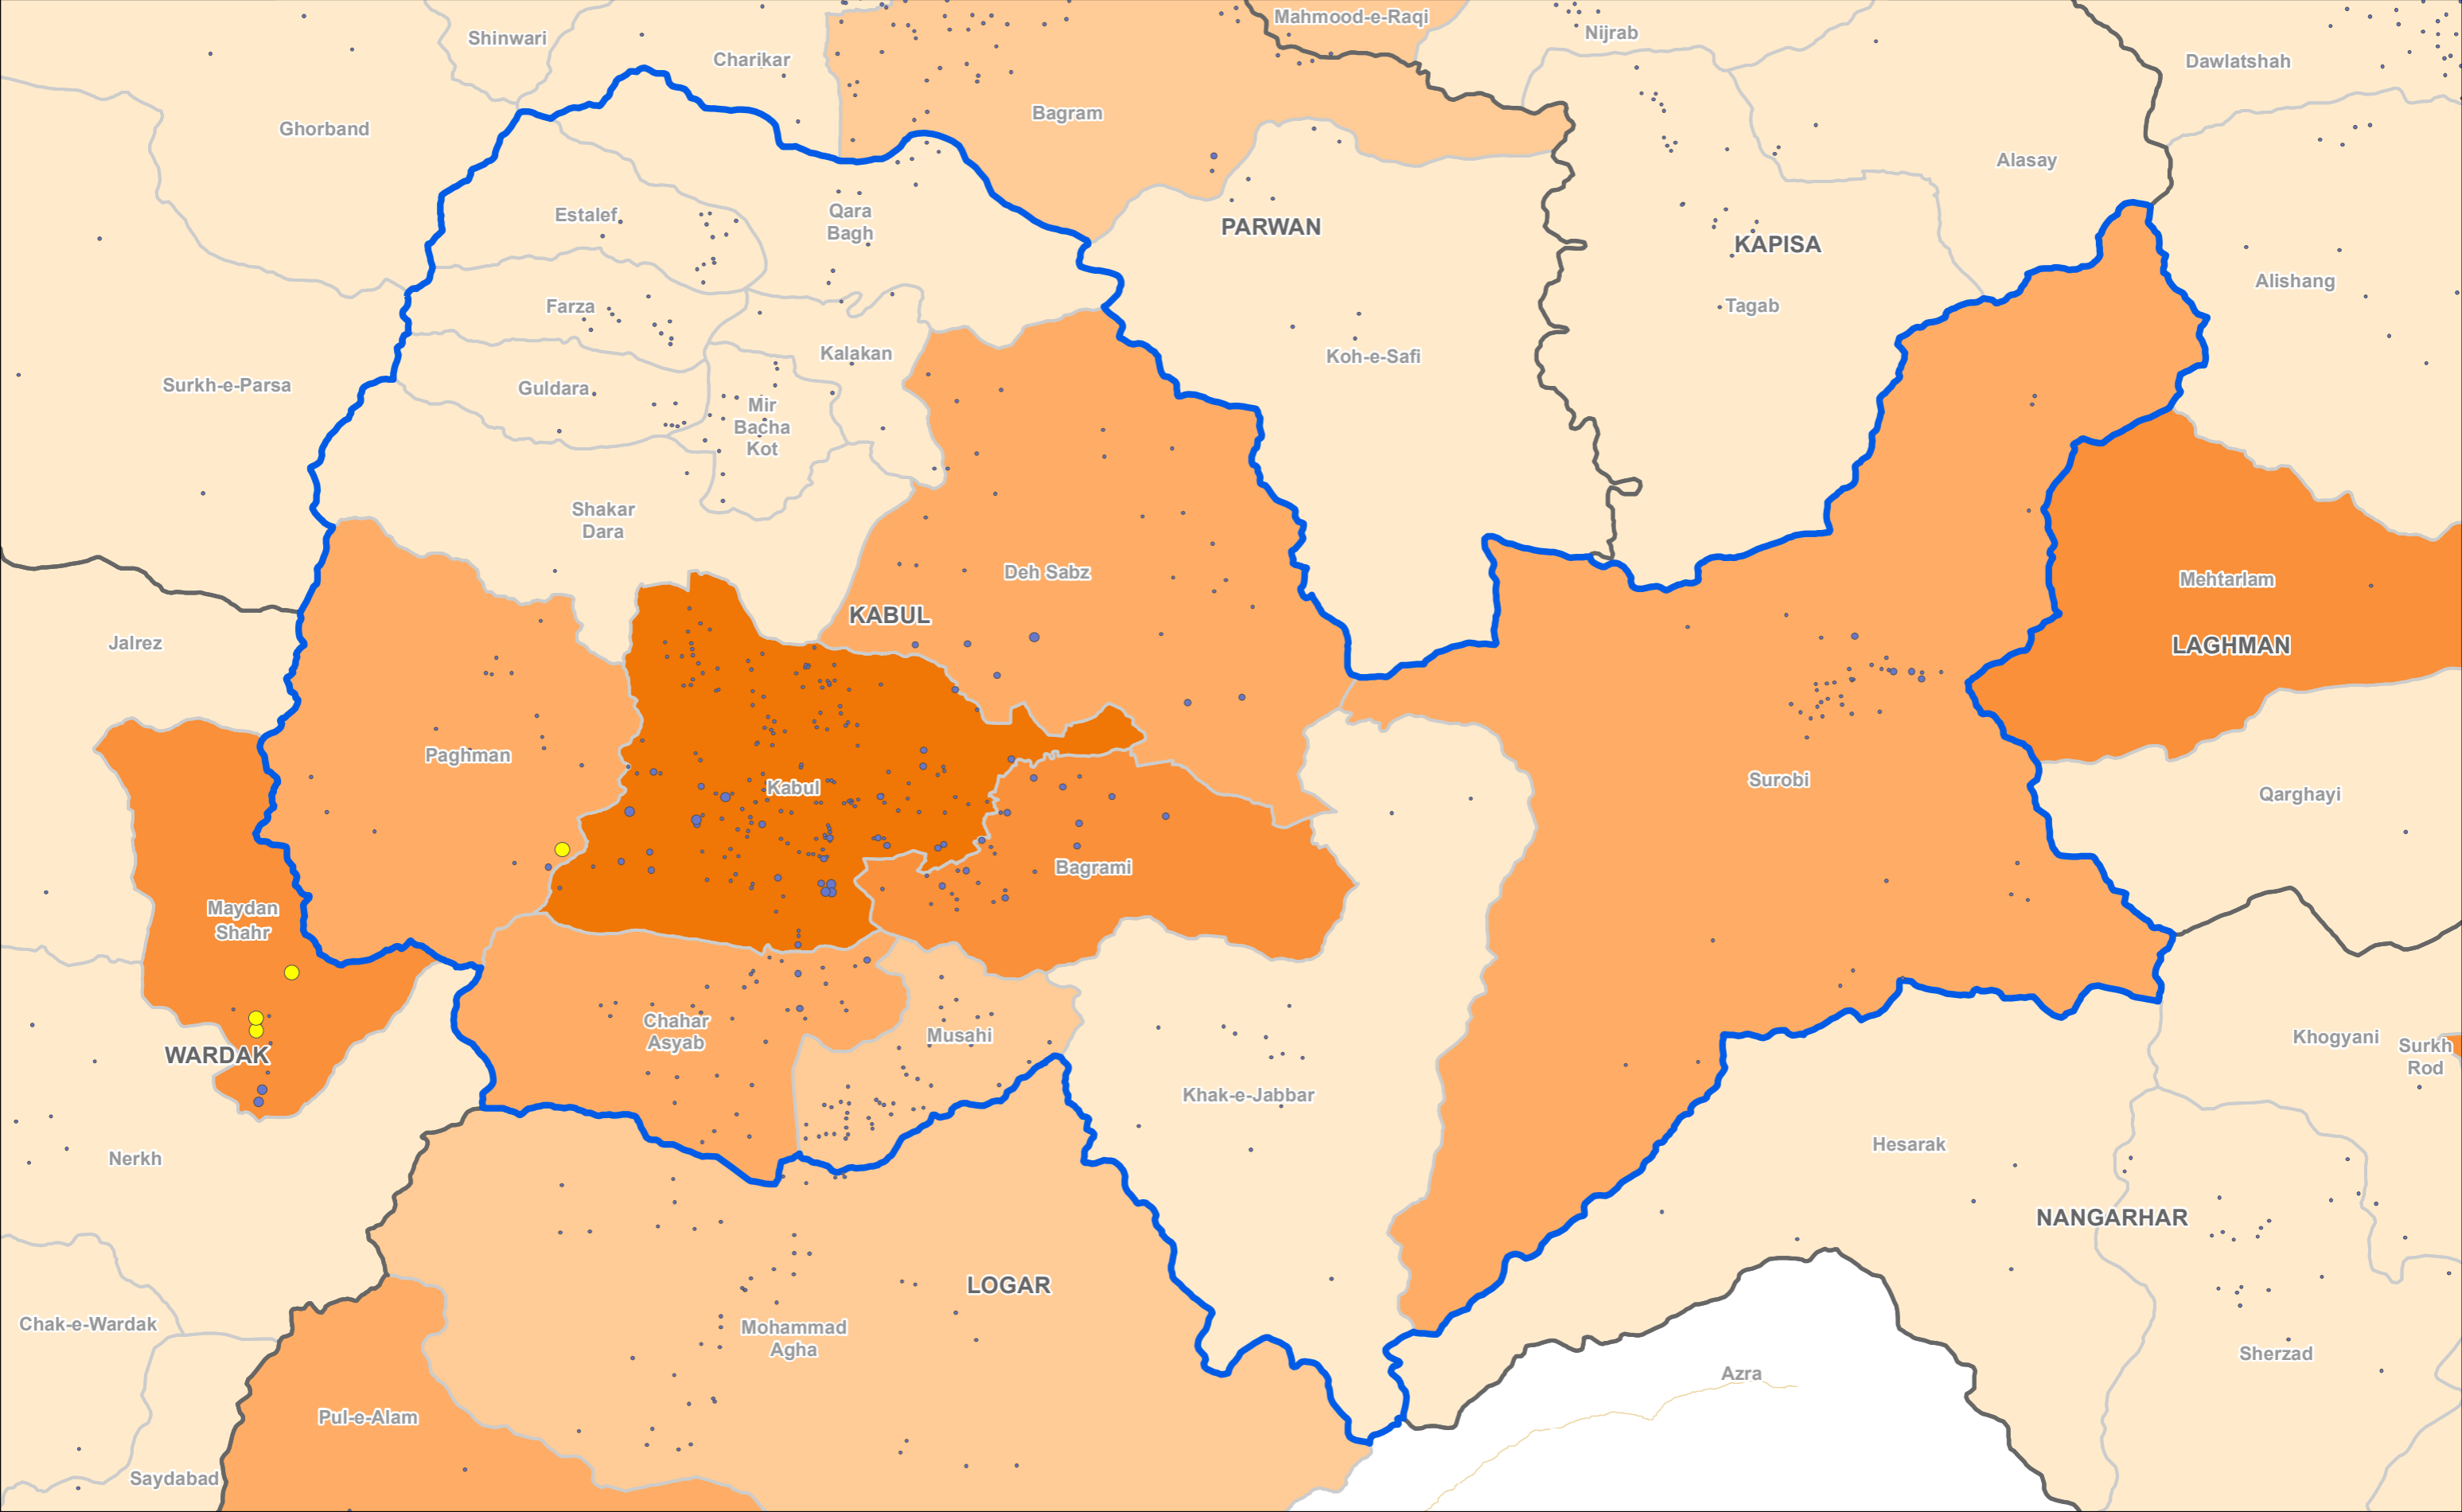 Mahmood-e-Raqi
Shinwari
Nijrab
Charikar
Dawlatshah
Bagram
Ghorband
Alasay
Estalef
Qara
Bagh
PARWAN
KAPISA
Alishang
Farza
Tagab
Kalakan
Koh-e-Safi
Surkh-e-Parsa
Guldara
Mir
Bacha
Kot
Shakar
Dara
Deh Sabz
Mehtarlam
KABUL
Jalrez
LAGHMAN
Paghman
Surobi
Kabul
Qarghayi
Bagrami
Maydan
Shahr
Chahar
Asyab
Musahi
Khogyani
Surkh
Rod
WARDAK
Khak-e-Jabbar
Hesarak
Nerkh
NANGARHAR
LOGAR
Chak-e-Wardak
Mohammad
Agha
Sherzad
Azra
Pul-e-Alam
Saydabad